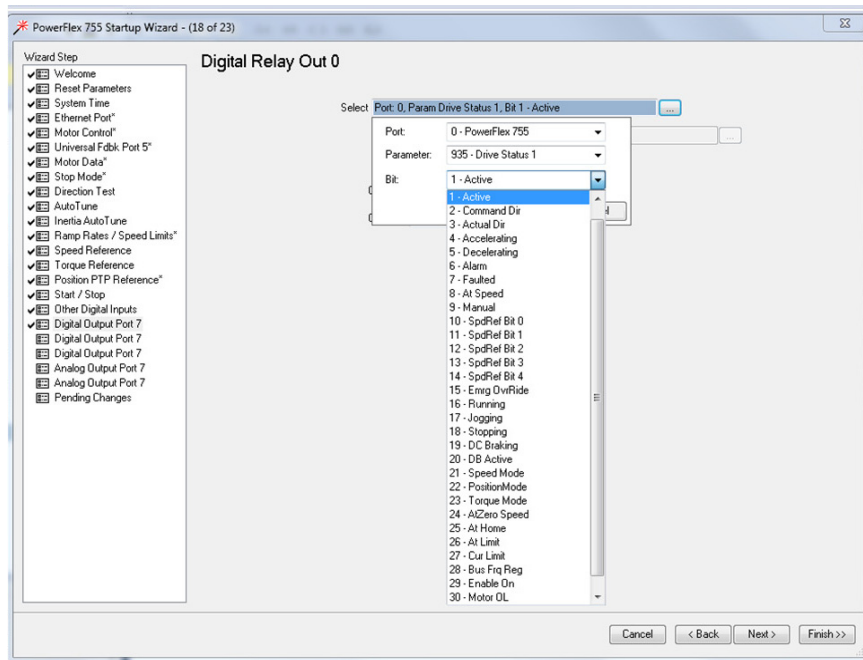 PowerFlex 755 Startup Wizard - (18 of 23)
Wizard Step
Welcome
Reset Parameters
System Time
Ethernet Port*
Motor Control*
Universal Fdbk Port 5*
Motor Data*
Stop Mode*
Direction Test
AutoTune
Inertia AutoTune
Ramp Rates / Speed Limits*
Speed Reference
Torque Reference
Position PTP Reference*
Start / Stop
Other Digital Inputs
Digital Output Port 7
Digital Output Port 7
Digital Output Port 7
Analog Output Port 7
Analog Output Port 7
Pending Changes
Digital Relay Out 0
Select Port: 0, Param Drive Status 1, Bit 1 - Active ...
Port: 0 - PowerFlex 755
Parameter: 935 - Drive Status 1
Bit: 1 - Active
1 - Active
2 - Command Dir
3 - Actual Dir
4 - Accelerating
5 - Decelerating
6 - Alarm
7 - Faulted
8 - At Speed
9 - Manual
10 - SpdRef Bit 0
11 - SpdRef Bit 1
12 - SpdRef Bit 2
13 - SpdRef Bit 3
14 - SpdRef Bit 4
15 - Emrg OvrRide
16 - Running
17 - Jogging
18 - Stopping
19 - DC Braking
20 - DB Active
21 - Speed Mode
22 - PositionMode
23 - Torque Mode
24 - AtZero Speed
25 - At Home
26 - At Limit
27 - Cur Limit
28 - Bus Frq Reg
29 - Enable On
30 - Motor OL
Cancel
< Back
Next >
Finish >>